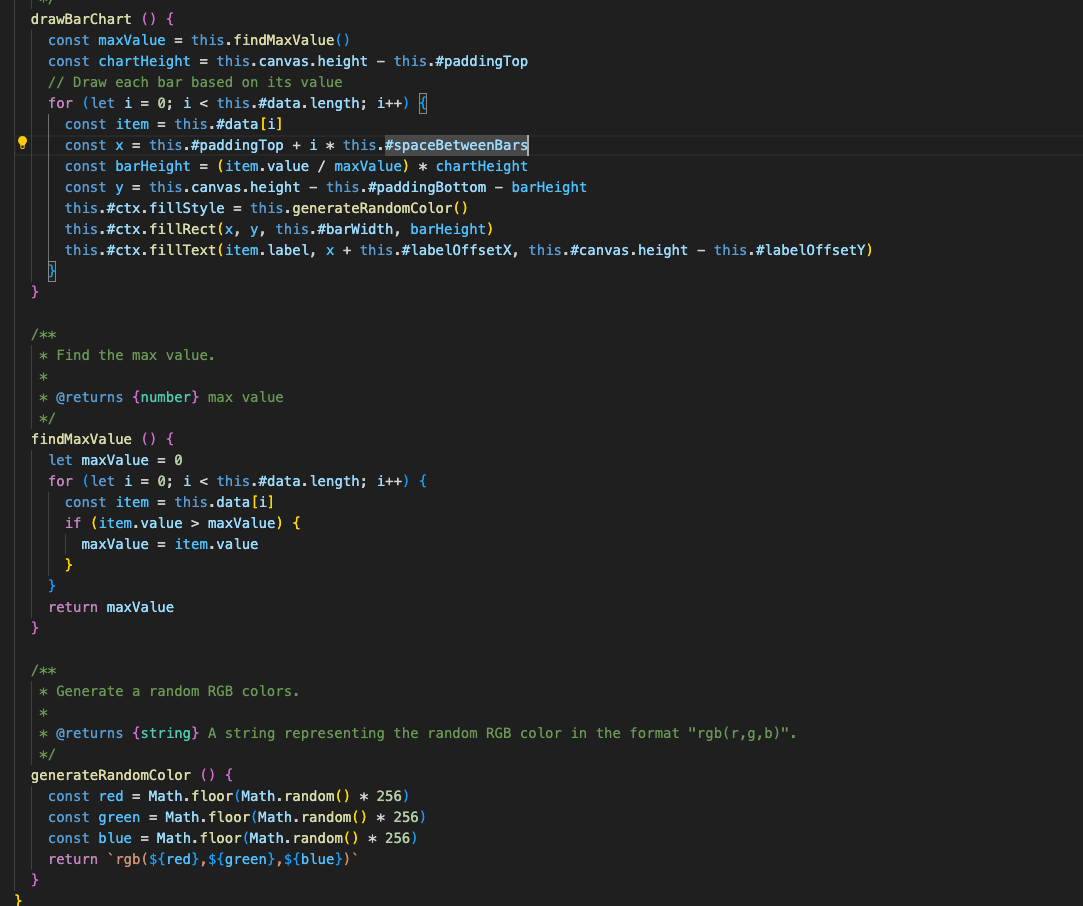 */
drawBarChart () {
const maxValue = this.findMaxValue()
const chartHeight = this.canvas.height - this.#paddingTop
// Draw each bar based on its value
for (let i = 0; i < this.#data.length; i++) {
const item = this.#data[i]
const x = this.#paddingTop + i * this.#spaceBetweenBars
const barHeight = (item.value / maxValue) * chartHeight
const y = this.canvas.height - this.#paddingBottom - barHeight
this.#ctx.fillStyle = this.generateRandomColor()
this.#ctx.fillRect(x, y, this.#barWidth, barHeight)
this.#ctx.fillText(item.label, x + this.#labelOffsetX, this.#canvas.height - this.#labelOffsetY)
}
}
/**
* Find the max value.
*
* @returns {number} max value
*/
findMaxValue () {
let maxValue = 0
for (let i = 0; i < this.#data.length; i++) {
const item = this.data[i]
if (item.value > maxValue) {
maxValue = item.value
}
}
return maxValue
}
/**
* Generate a random RGB colors.
*
* @returns {string} A string representing the random RGB color in the format "rgb(r,g,b)".
*/
generateRandomColor () {
const red = Math.floor(Math.random() * 256)
const green = Math.floor(Math.random() * 256)
const blue = Math.floor(Math.random() * 256)
return `rgb(${red},${green},${blue})`
}
}